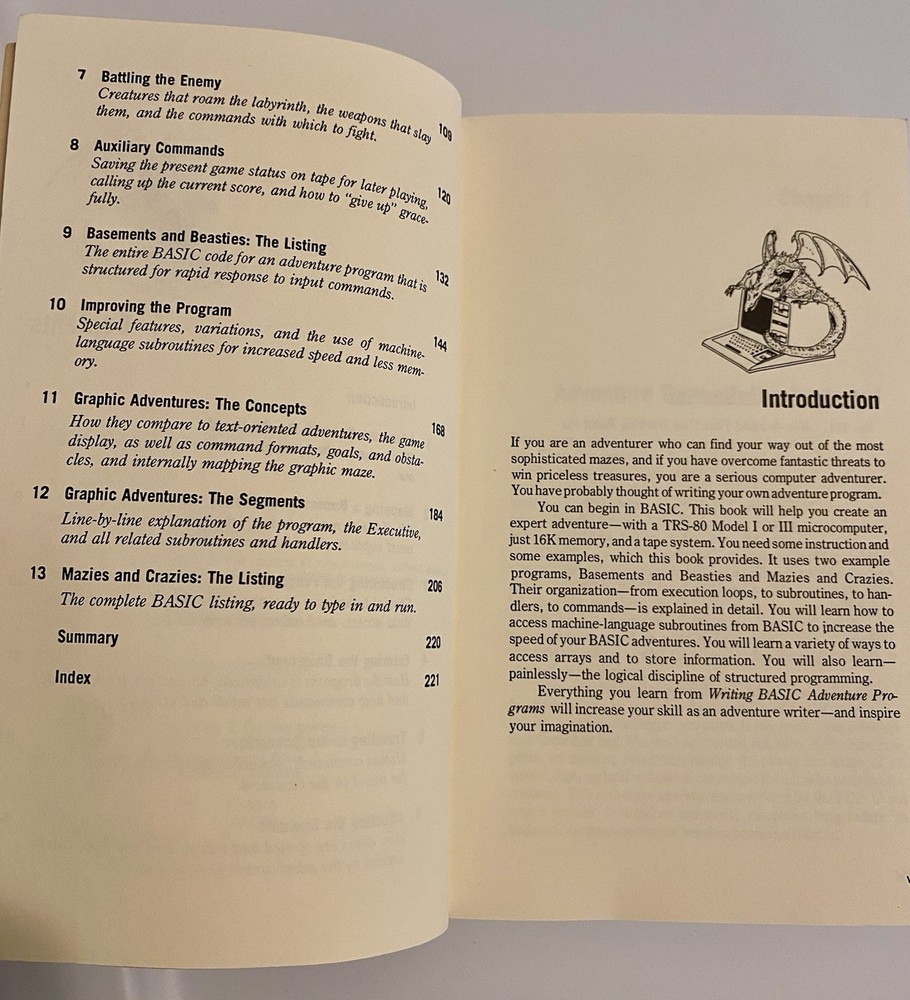 7 Battling the Enemy
Creatures that roam the labyrinth, the weapons that slay
them, and the commands with which to fight. 109
8 Auxiliary Commands
Saving the present game status on tape for later playing,
calling up the current score, and how to "give up" grace-
fully. 120
9 Basements and Beasties: The Listing
The entire BASIC code for an adventure program that is
structured for rapid response to input commands. 132
10 Improving the Program
Special features, variations, and the use of machine-
language subroutines for increased speed and less mem-
ory. 144
11 Graphic Adventures: The Concepts
How they compare to text-oriented adventures, the game
display, as well as command formats, goals, and obsta-
cles, and internally mapping the graphic maze. 168
12 Graphic Adventures: The Segments
Line-by-line explanation of the program, the Executive,
and all related subroutines and handlers. 184
13 Mazies and Crazies: The Listing
The complete BASIC listing, ready to type in and run. 206
Summary 220
Index 221
Introduction
If you are an adventurer who can find your way out of the most
sophisticated mazes, and if you have overcome fantastic threats to
win priceless treasures, you are a serious computer adventurer.
You have probably thought of writing your own adventure program.
You can begin in BASIC. This book will help you create an
expert adventure—with a TRS-80 Model I or III microcomputer,
just 16K memory, and a tape system. You need some instruction and
some examples, which this book provides. It uses two example
programs, Basements and Beasties and Mazies and Crazies.
Their organization—from execution loops, to subroutines, to han-
dlers, to commands—is explained in detail. You will learn how to
access machine-language subroutines from BASIC to increase the
speed of your BASIC adventures. You will learn a variety of ways to
access arrays and to store information. You will also learn—
painlessly—the logical discipline of structured programming.
Everything you learn from Writing BASIC Adventure Pro-
grams will increase your skill as an adventure writer—and inspire
your imagination.